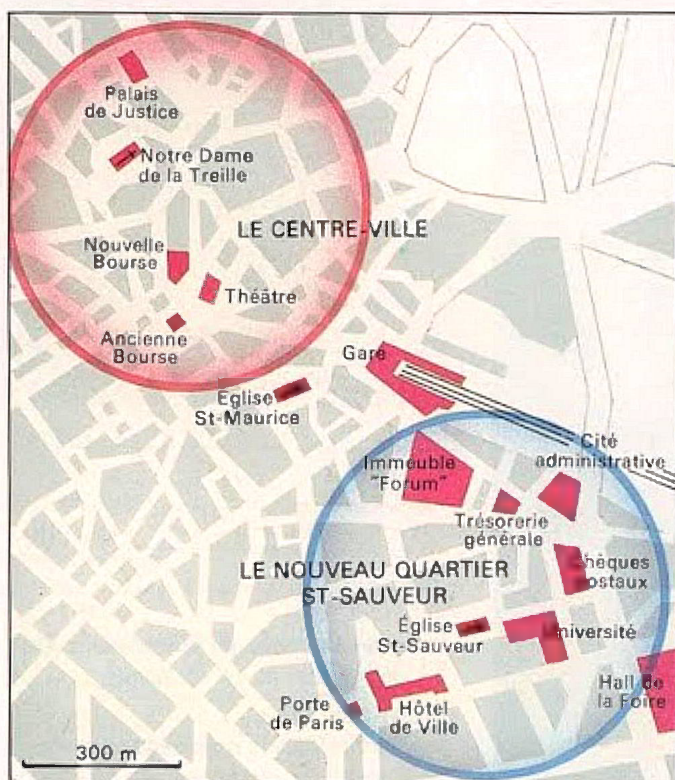 Palais
de Justice
Notre Dame
de la Treille
LE CENTRE-VILLE
Nouvelle
Bourse
Théâtre
Ancienne
Bourse
Gare
Église
St-Maurice
Cité
administrative
Immeuble
"Forum"
Trésorerie
générale
Chèques
postaux
LE NOUVEAU QUARTIER
ST-SAUVEUR
Église
St-Sauveur
Université
Hall de
la Foire
Porte
de Paris
Hôtel
de Ville
300 m